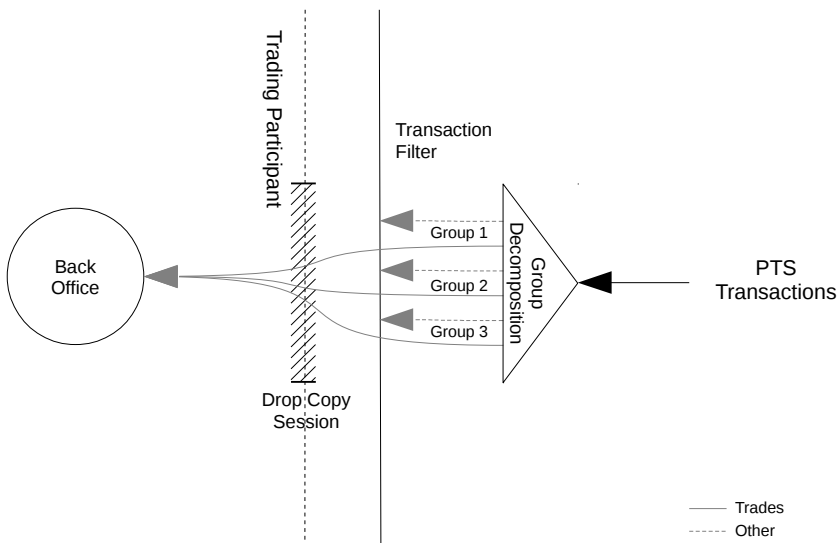 Trading Participant
Transaction
Filter
Group 1
Group 2
Group 3
Group
Decomposition
Back
Office
PTS
Transactions
Drop Copy
Session
Trades
Other